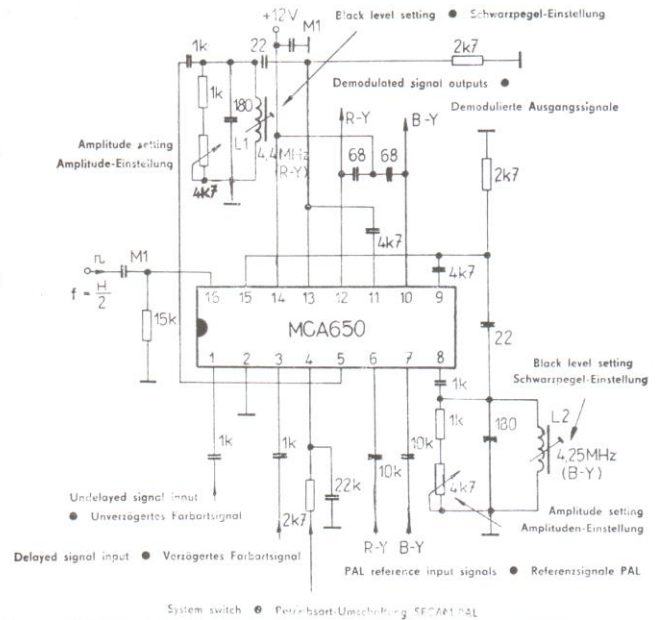 Black level setting ● Schwarzpegel-Einstellung
+12V
M1
1k
22
2k7
Demodulated signal outputs ●
Demodulierte Ausgangssignale
1k
180
L1
4,4MHz
(R-Y)
R-Y
B-Y
Amplitude setting
Amplitude-Einstellung
4k7
68
68
2k7
4k7
4k7
M1
f = H/2
15k
16 15 14 13 12 11 10 9
MCA650
1 2 3 4 5 6 7 8
22
Black level setting
Schwarzpegel-Einstellung
1k
1k
1k
1k
180
L2
4,25MHz
(B-Y)
10k
10k
22k
4k7
2k7
Undelayed signal input
● Unverzögertes Farbartsignal
Amplitude setting
Amplituden-Einstellung
Delayed signal input ● Verzögertes Farbartsignal
R-Y
B-Y
PAL reference input signals ● Referenzsignale PAL
System switch ● Betriebsart-Umschaltung SECAM/PAL